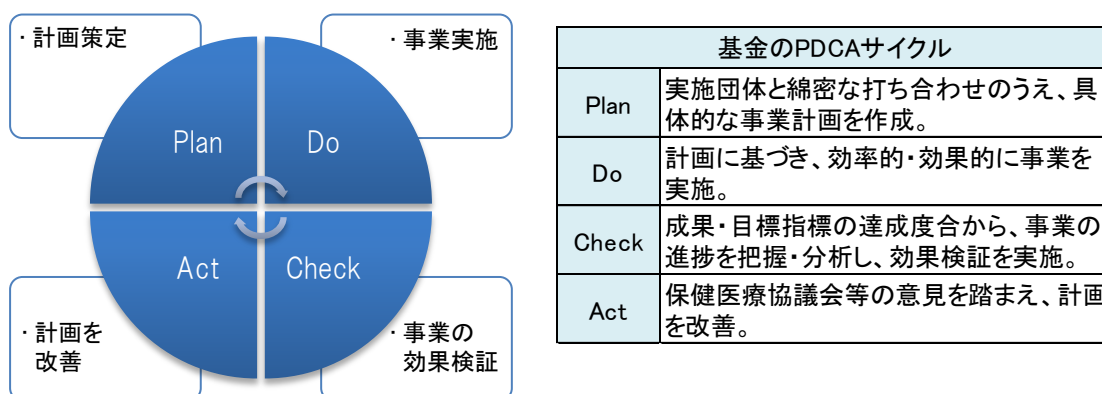 ・計画策定
・事業実施
Plan
Do
Act
Check
・計画を
改善
・事業の
効果検証
基金のPDCAサイクル
Plan
実施団体と綿密な打ち合わせのうえ、具
体的な事業計画を作成。
Do
計画に基づき、効率的・効果的に事業を
実施。
Check
成果・目標指標の達成度合から、事業の
進捗を把握・分析し、効果検証を実施。
Act
保健医療協議会等の意見を踏まえ、計画
を改善。